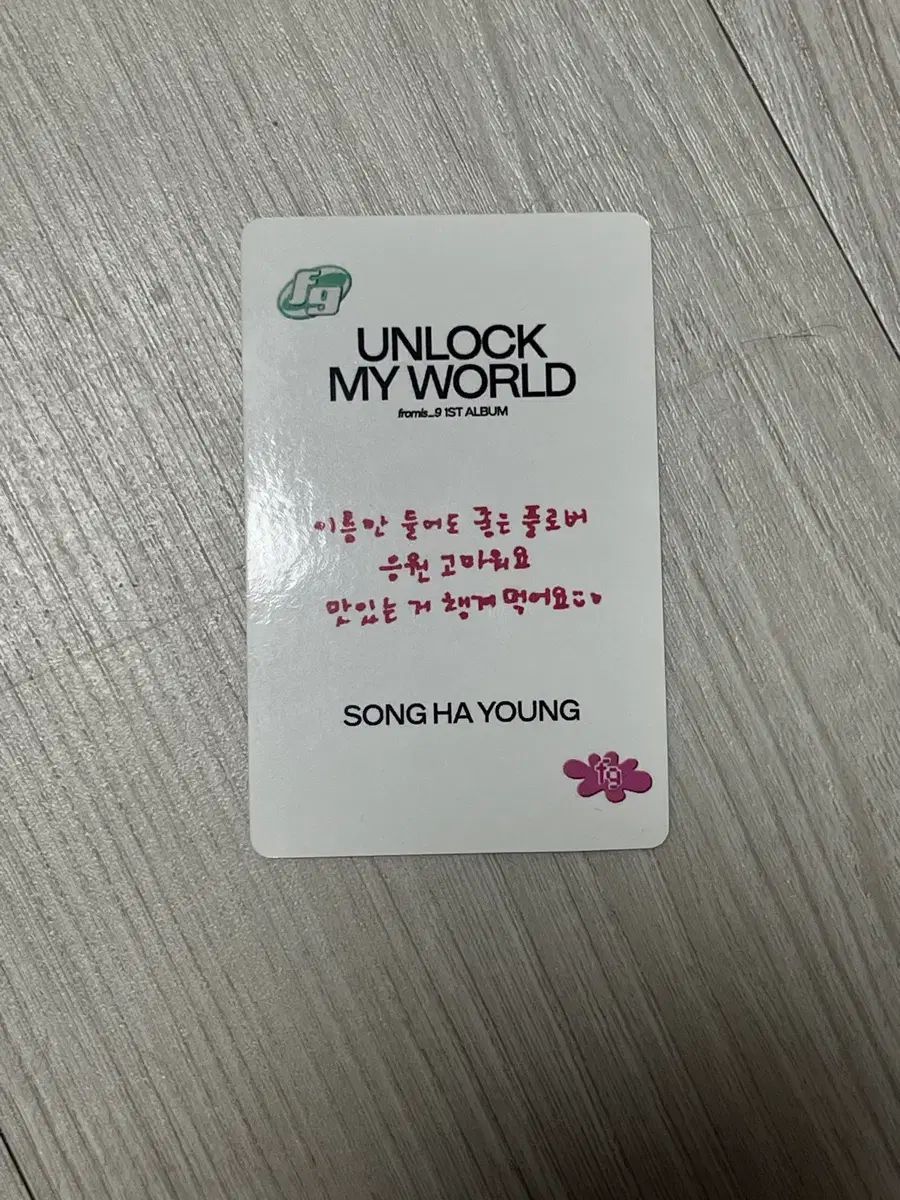 f9
UNLOCK
MY WORLD
fromis_9 1ST ALBUM
이름만 들어도 좋은 플로버
응원 고마워요
맛있는 거 챙겨 먹어요
SONG HA YOUNG
f9